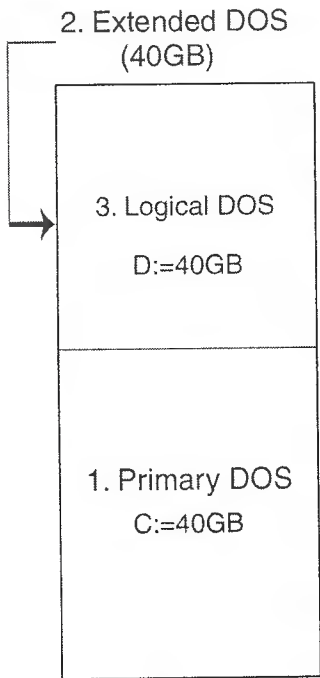 2. Extended DOS
(40GB)
3. Logical DOS
D:=40GB
1. Primary DOS
C:=40GB